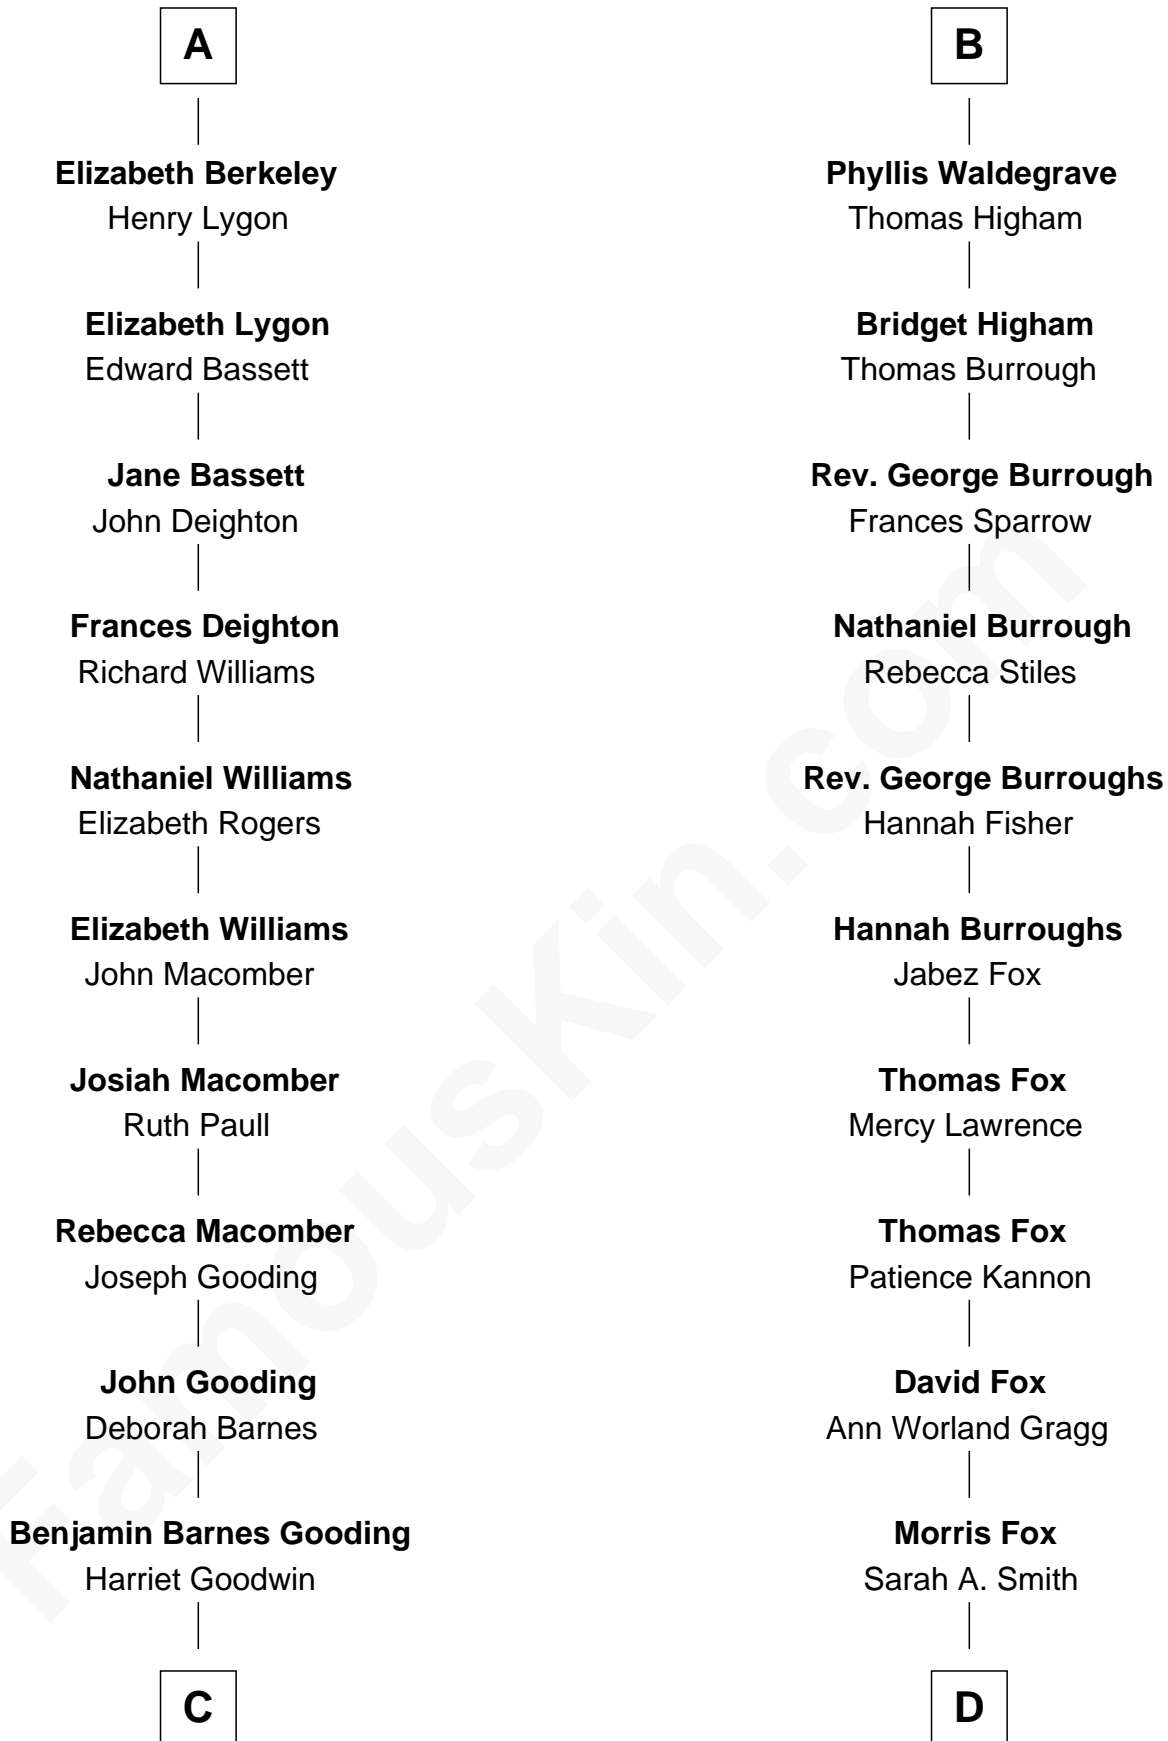 A
Elizabeth Berkeley
Henry Lygon
Elizabeth Lygon
Edward Bassett
Jane Bassett
John Deighton
Frances Deighton
Richard Williams
Nathaniel Williams
Elizabeth Rogers
Elizabeth Williams
John Macomber
Josiah Macomber
Ruth Paull
Rebecca Macomber
Joseph Gooding
John Gooding
Deborah Barnes
Benjamin Barnes Gooding
Harriet Goodwin
C
B
Phyllis Waldegrave
Thomas Higham
Bridget Higham
Thomas Burrough
Rev. George Burrough
Frances Sparrow
Nathaniel Burrough
Rebecca Stiles
Rev. George Burroughs
Hannah Fisher
Hannah Burroughs
Jabez Fox
Thomas Fox
Mercy Lawrence
Thomas Fox
Patience Kannon
David Fox
Ann Worland Gragg
Morris Fox
Sarah A. Smith
D
FamousKin.com